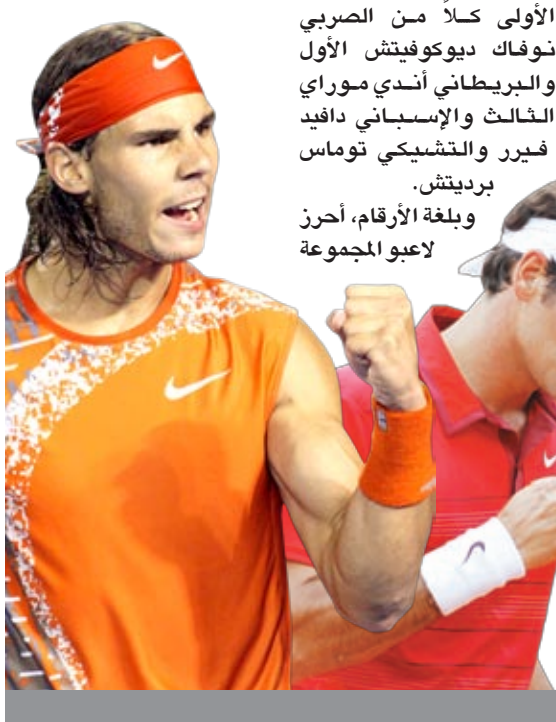 الأولى كلاً من الصربي
نوفاك ديوكوفيتش الأول
والبريطاني أندي موراي
الثالث والإسباني دافيد
فيرر والتشيكي توماس
برديتش.
وبلغة الأرقام، أحرز
لاعبو المجموعة